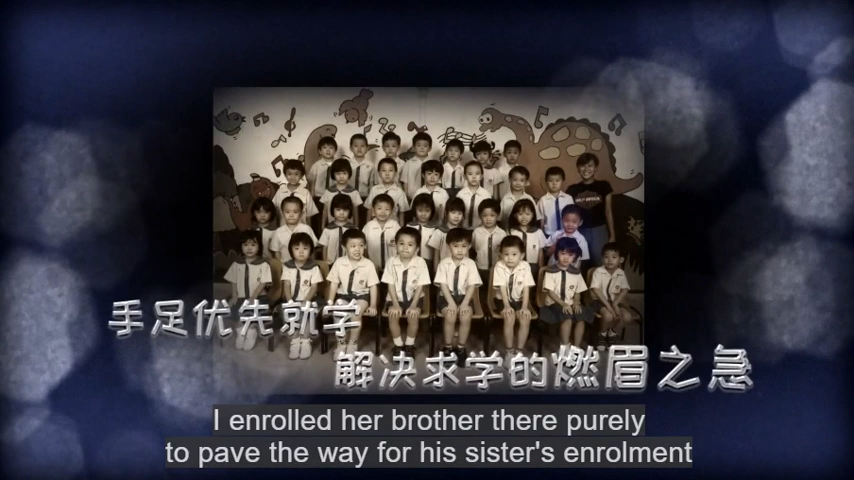 手足优先就学
解决求学的燃眉之急
I enrolled her brother there purely
to pave the way for his sister's enrolment